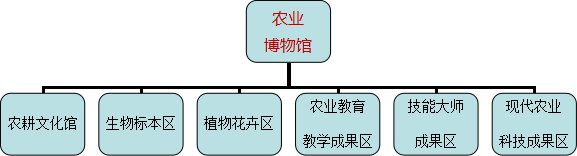 农业
博物馆
农耕文化馆
生物标本区
植物花卉区
农业教育
教学成果区
技能大师
成果区
现代农业
科技成果区